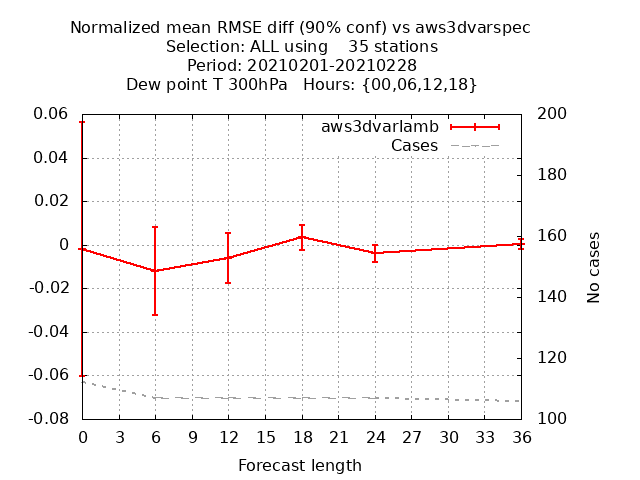 Normalized mean RMSE diff (90% conf) vs aws3dvarspec
Selection: ALL using    35 stations
Period: 20210201-20210228
Dew point T 300hPa   Hours: {00,06,12,18}
aws3dvarlamb
Cases
0.06
0.04
0.02
0
-0.02
-0.04
-0.06
-0.08
200
180
160
140
120
100
No cases
0 3 6 9 12 15 18 21 24 27 30 33 36
Forecast length